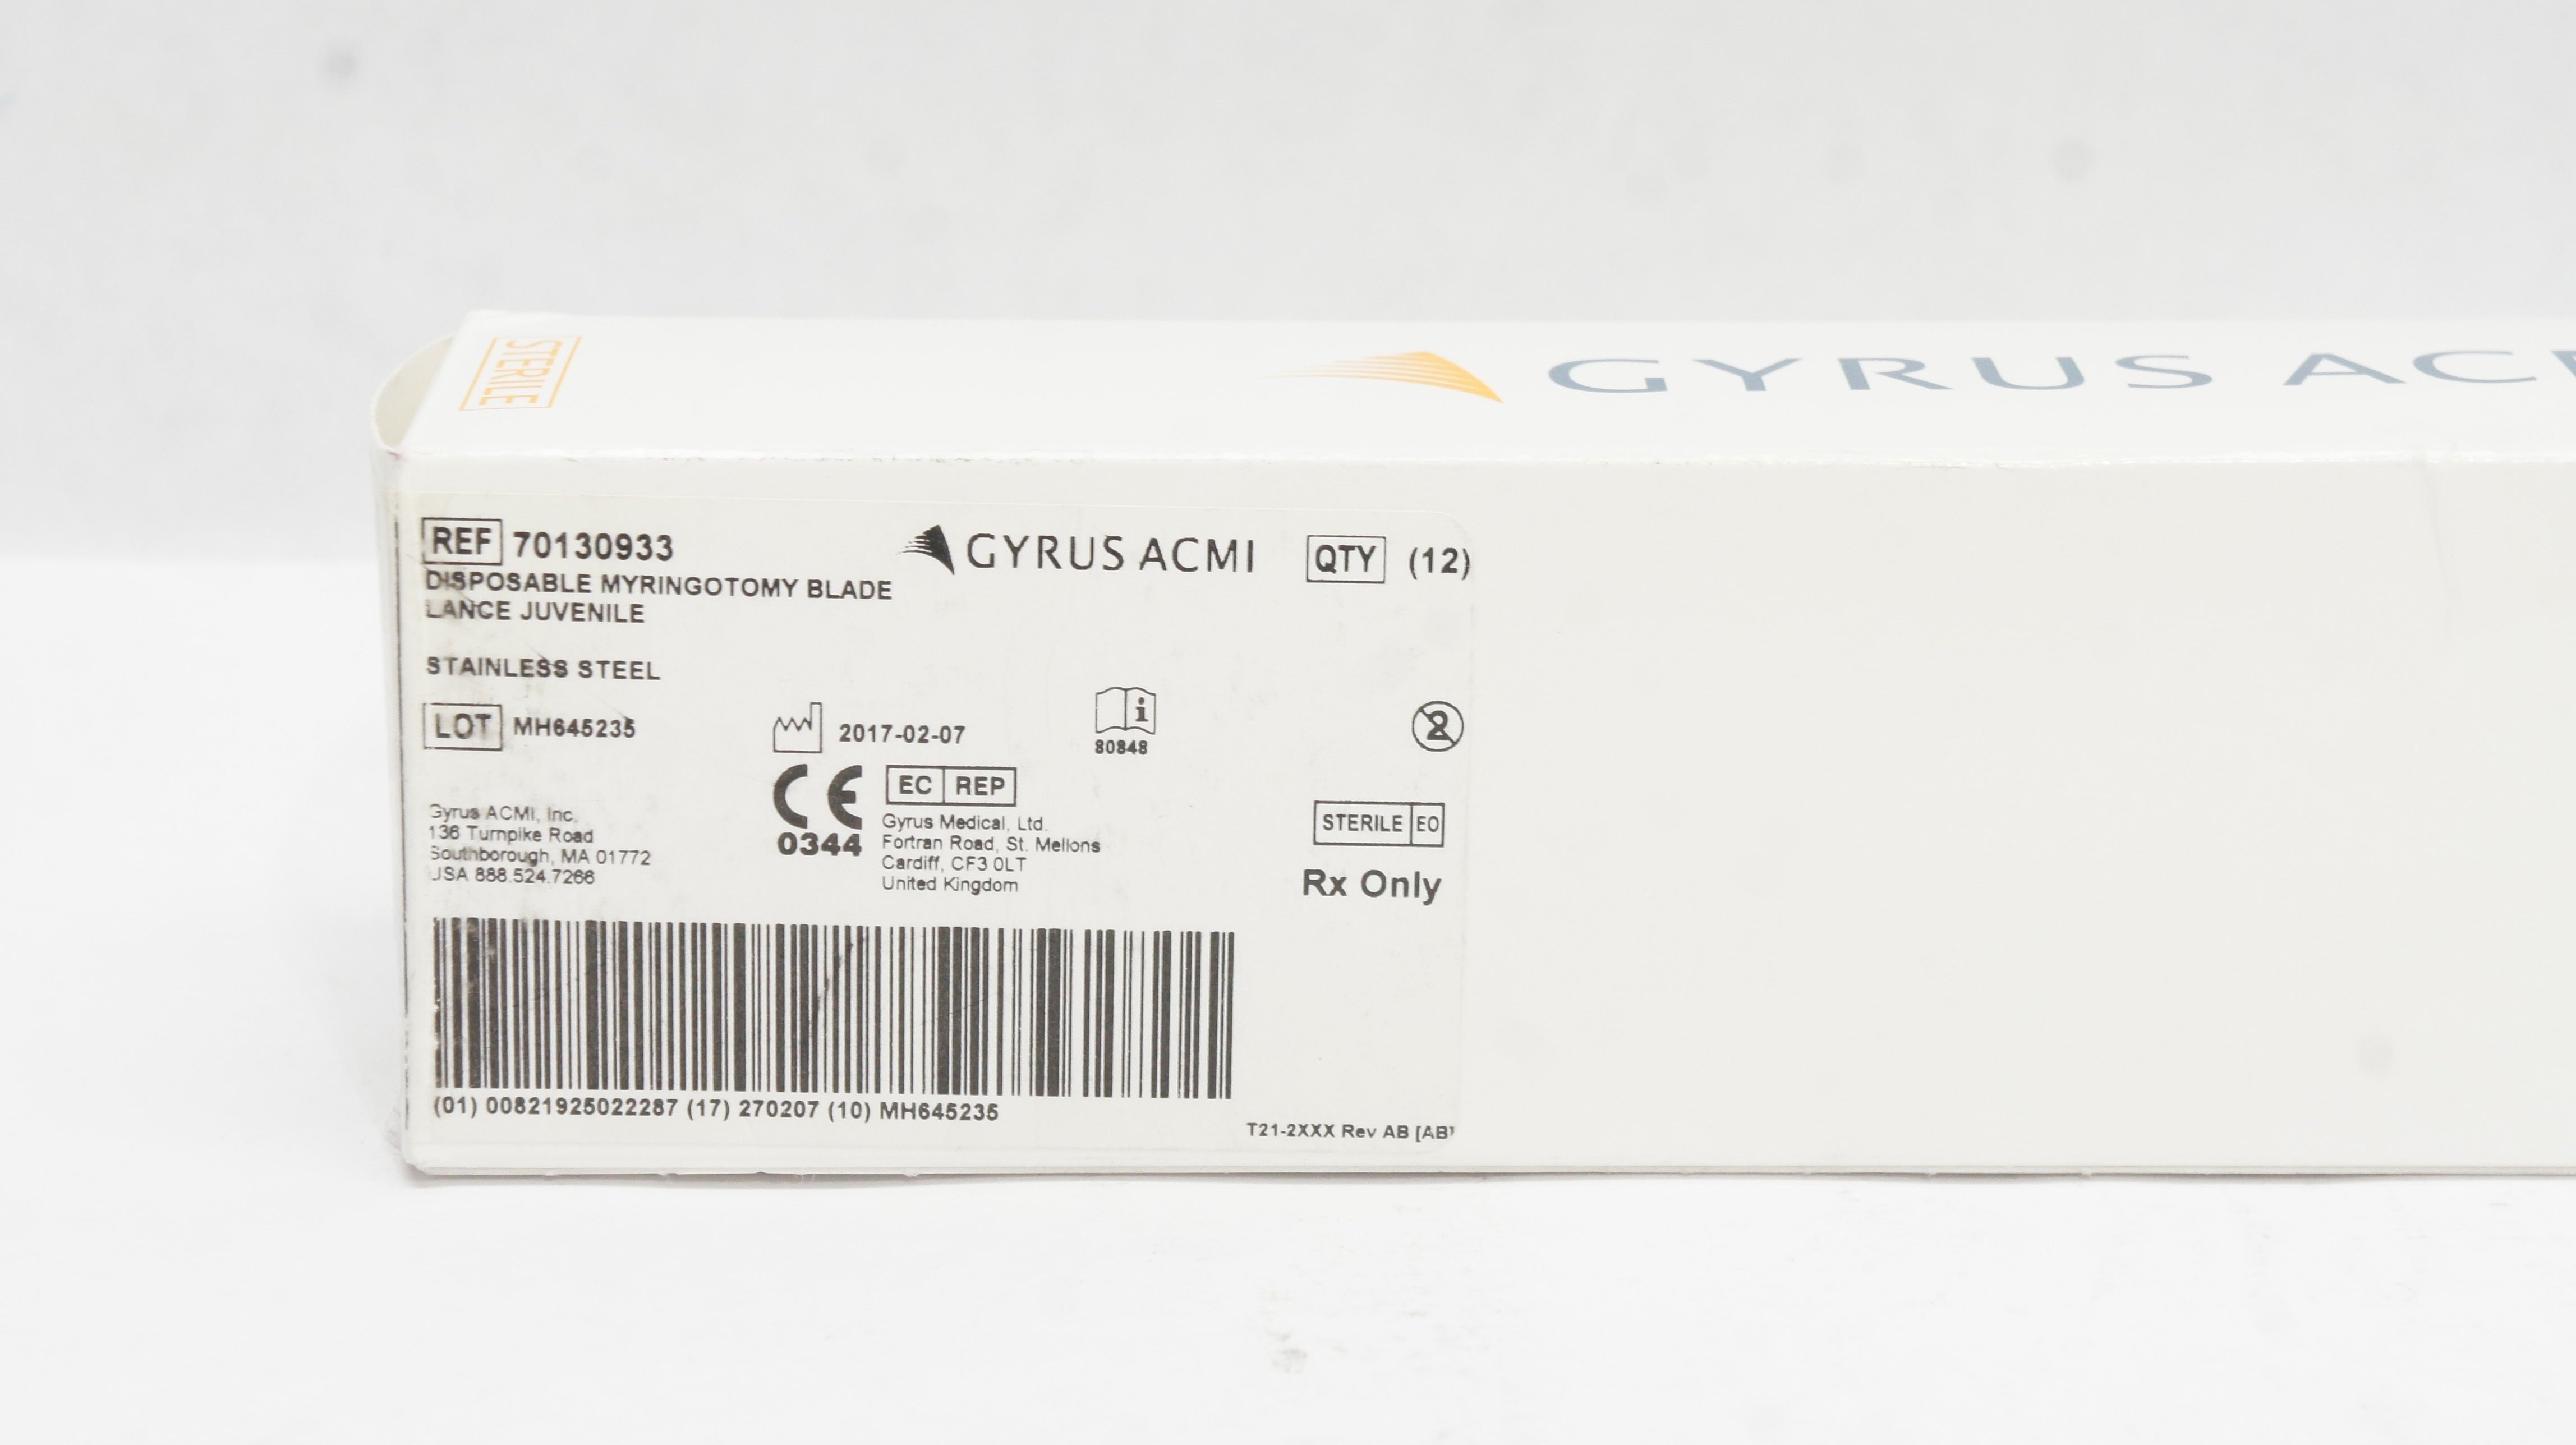 STERILE
GYRUS AC
REF 70130933
DISPOSABLE MYRINGOTOMY BLADE
LANCE JUVENILE
STAINLESS STEEL
GYRUS ACMI
QTY (12)
LOT MH645235
2017-02-07
80848
2
CE
0344
EC REP
Gyrus ACMI, Inc.
136 Turnpike Road
Southborough, MA 01772
USA 888.524.7266
Gyrus Medical, Ltd.
Fortran Road, St. Mellons
Cardiff, CF3 0LT
United Kingdom
STERILE EO
Rx Only
(01) 00821925022287 (17) 270207 (10) MH645235
T21-2XXX Rev AB [AB]